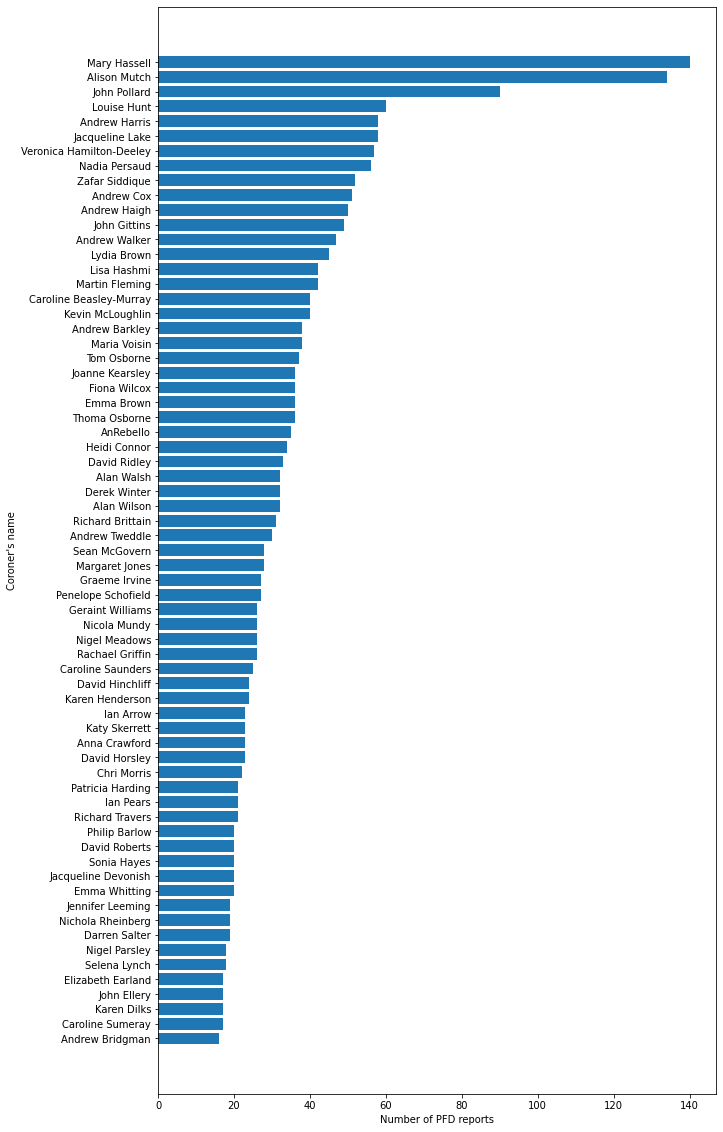 Mary Hassell
Alison Mutch
John Pollard
Louise Hunt
Andrew Harris
Jacqueline Lake
Veronica Hamilton-Deeley
Nadia Persaud
Zafar Siddique
Andrew Cox
Andrew Haigh
John Gittins
Andrew Walker
Lydia Brown
Lisa Hashmi
Martin Fleming
Caroline Beasley-Murray
Kevin McLoughlin
Andrew Barkley
Maria Voisin
Tom Osborne
Joanne Kearsley
Fiona Wilcox
Emma Brown
Thoma Osborne
AnRebello
Heidi Connor
David Ridley
Alan Walsh
Derek Winter
Alan Wilson
Richard Brittain
Andrew Tweddle
Sean McGovern
Margaret Jones
Graeme Irvine
Penelope Schofield
Geraint Williams
Nicola Mundy
Nigel Meadows
Rachael Griffin
Caroline Saunders
David Hinchliff
Karen Henderson
Ian Arrow
Katy Skerrett
Anna Crawford
David Horsley
Chri Morris
Patricia Harding
Ian Pears
Richard Travers
Philip Barlow
David Roberts
Sonia Hayes
Jacqueline Devonish
Emma Whitting
Jennifer Leeming
Nichola Rheinberg
Darren Salter
Nigel Parsley
Selena Lynch
Elizabeth Earland
John Ellery
Karen Dilks
Caroline Sumeray
Andrew Bridgman
Coroner's name
0 20 40 60 80 100 120 140
Number of PFD reports